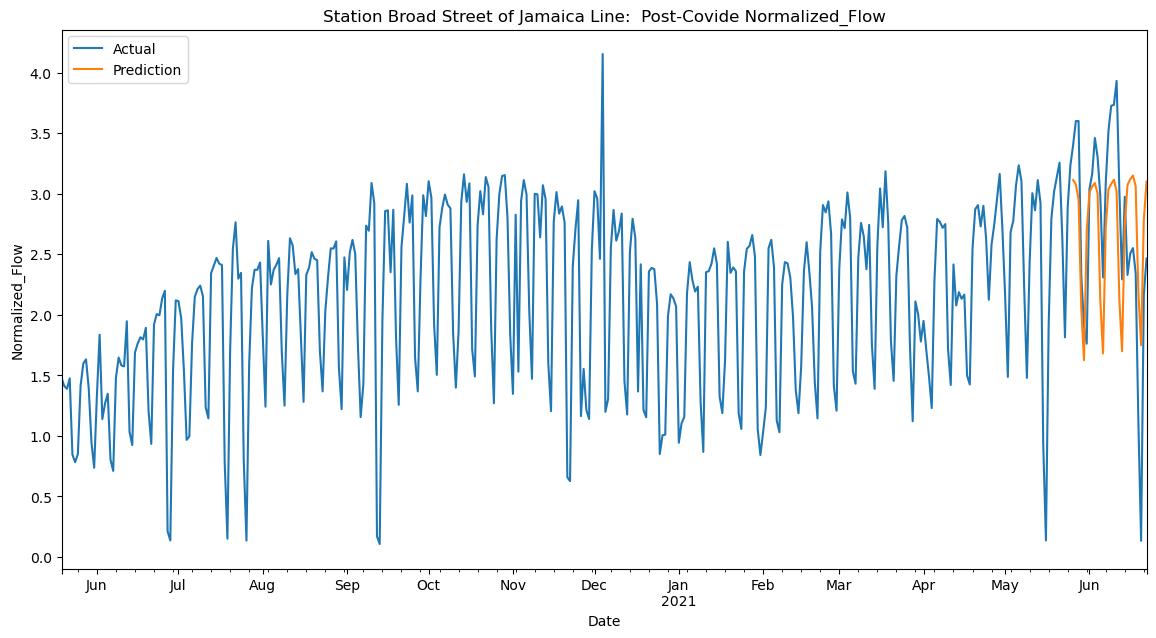 Station Broad Street of Jamaica Line:  Post-Covide Normalized_Flow
Actual
Prediction
4.0
3.5
3.0
2.5
2.0
1.5
1.0
0.5
0.0
Normalized_Flow
Jun Jul Aug Sep Oct Nov Dec Jan Feb Mar Apr May Jun
2021
Date